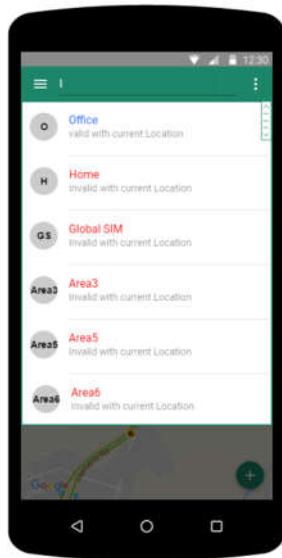 12:30
I
O
Office
valid with current Location
H
Home
Invalid with current Location
GS
Global SIM
Invalid with current Location
Area3
Area3
Invalid with current Location
Area5
Area5
Invalid with current Location
Area6
Area6
Invalid with current Location
Google